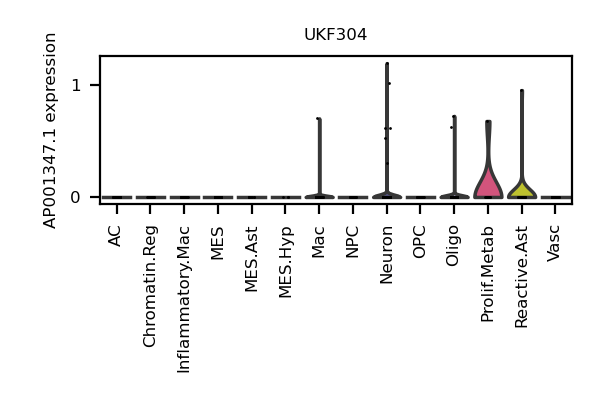 UKF304
AP001347.1 expression
1
0
AC
Chromatin.Reg
Inflammatory.Mac
MES
MES.Ast
MES.Hyp
Mac
NPC
Neuron
OPC
Oligo
Prolif.Metab
Reactive.Ast
Vasc